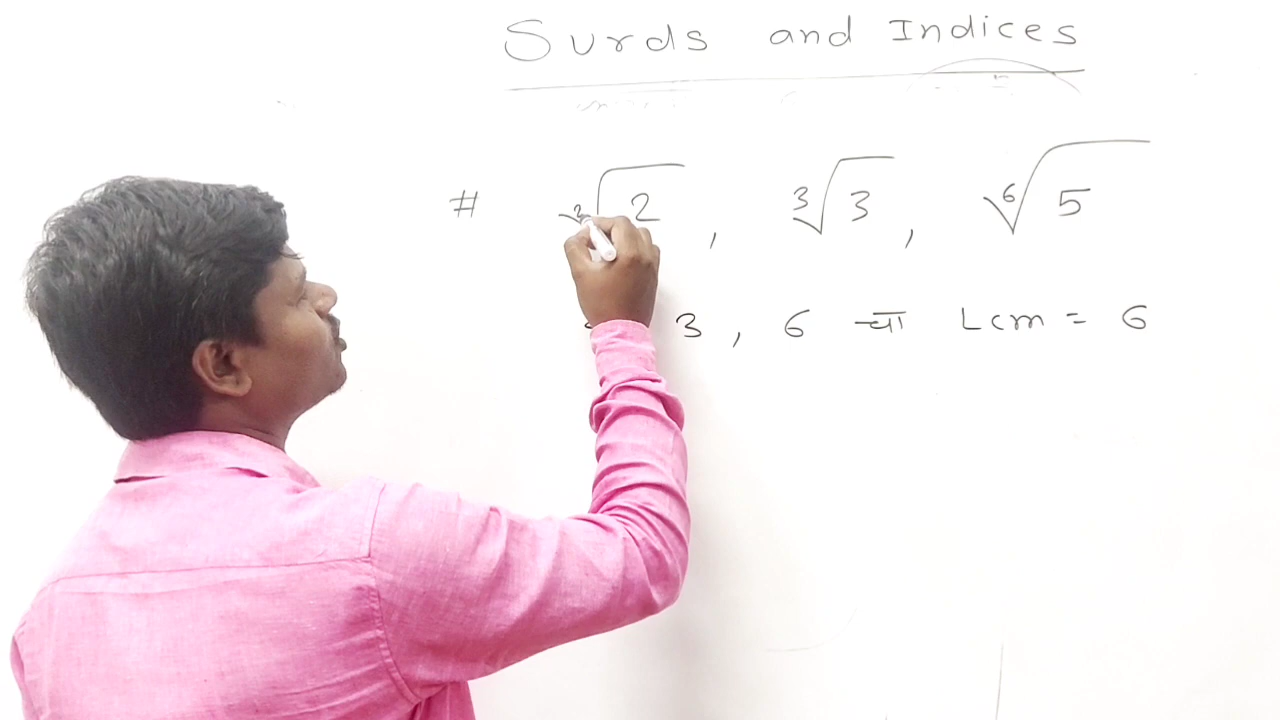 Surds and Indices
# ²√2 , ³√3 , ⁶√5
3 , 6 चा Lcm = 6